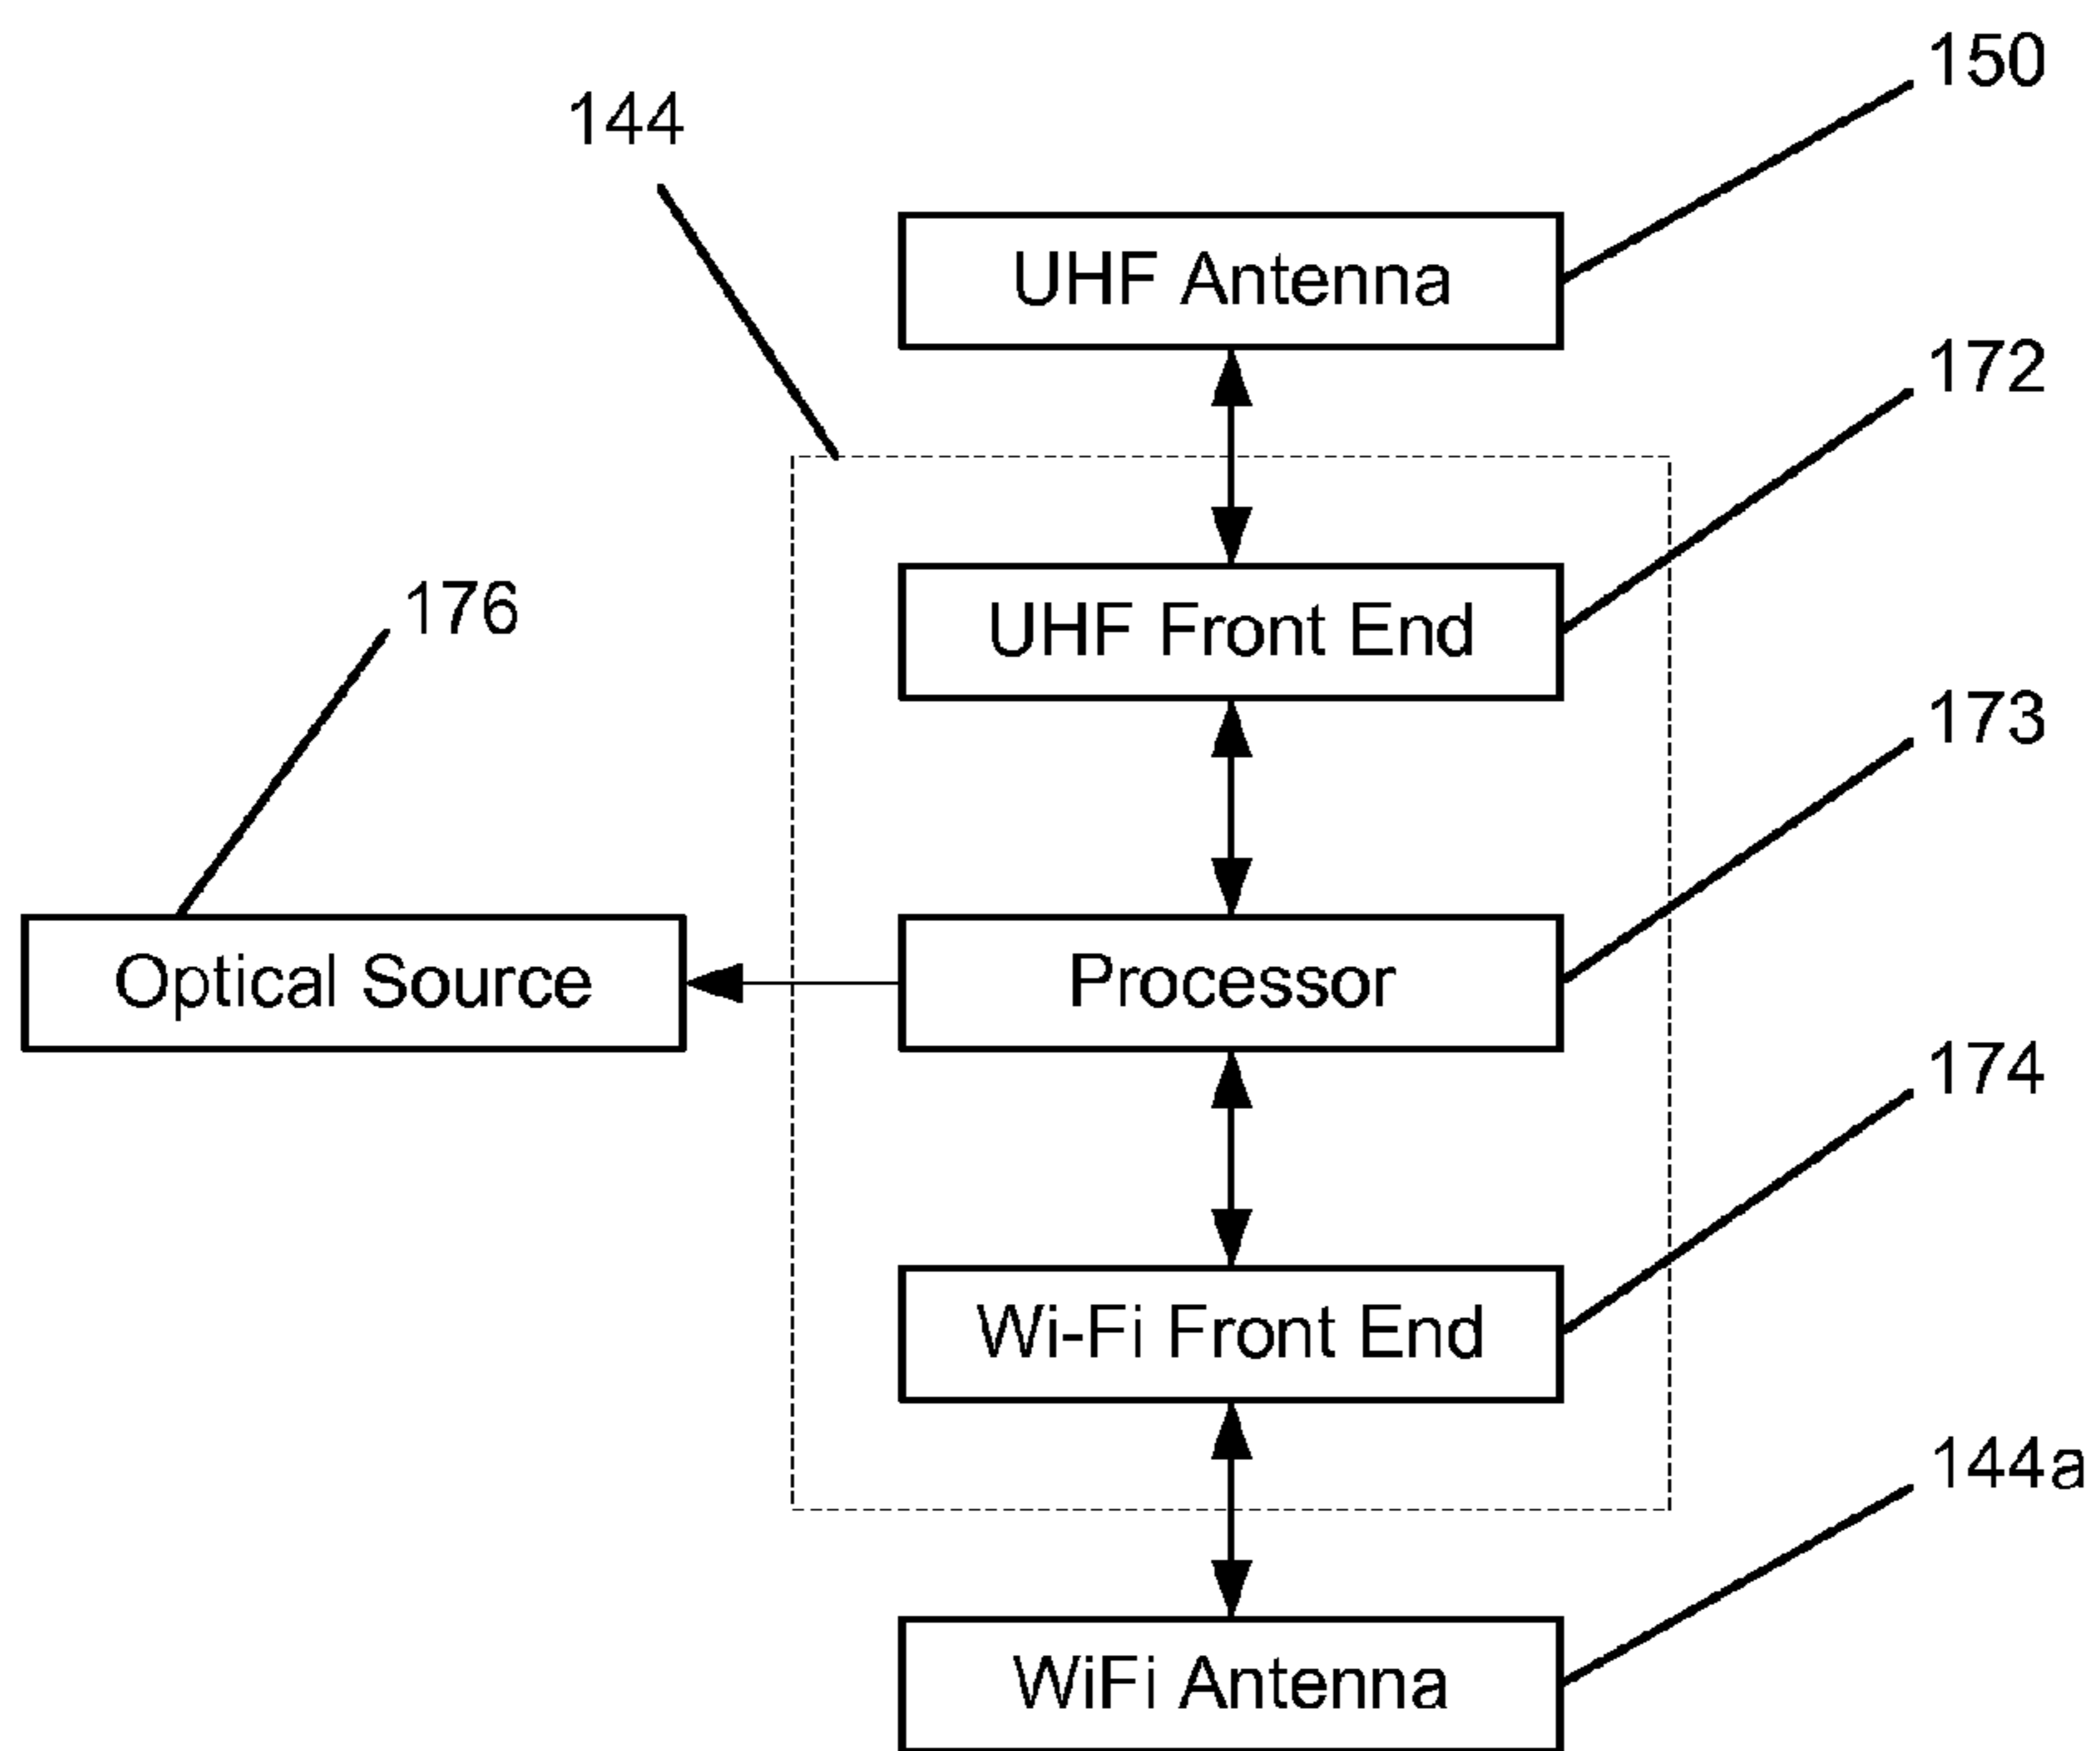 150
144
UHF Antenna
172
176
UHF Front End
173
Optical Source
Processor
174
Wi-Fi Front End
144a
WiFi Antenna